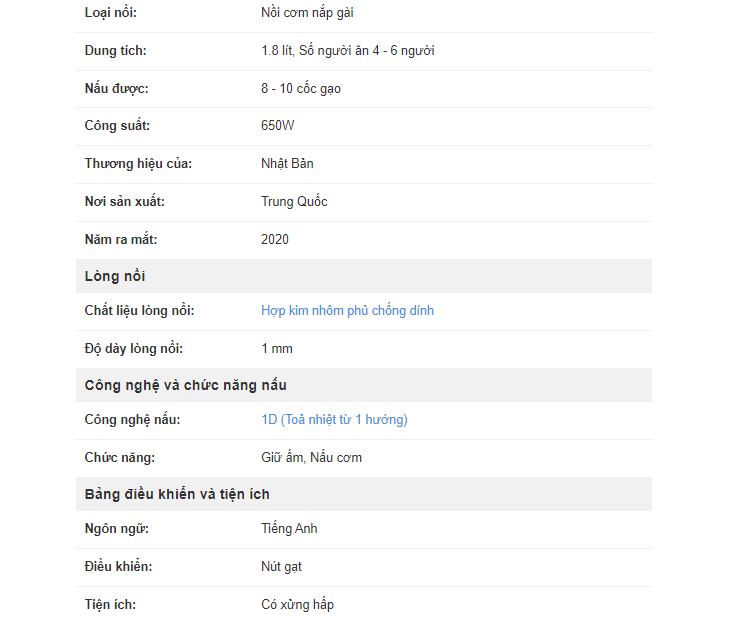 Loại nồi: Nồi cơm nắp gài
Dung tích: 1.8 lít, Số người ăn 4 - 6 người
Nấu được: 8 - 10 cốc gạo
Công suất: 650W
Thương hiệu của: Nhật Bản
Nơi sản xuất: Trung Quốc
Năm ra mắt: 2020
Lòng nồi
Chất liệu lòng nồi: Hợp kim nhôm phủ chống dính
Độ dày lòng nồi: 1 mm
Công nghệ và chức năng nấu
Công nghệ nấu: 1D (Toả nhiệt từ 1 hướng)
Chức năng: Giữ ấm, Nấu cơm
Bảng điều khiển và tiện ích
Ngôn ngữ: Tiếng Anh
Điều khiển: Nút gạt
Tiện ích: Có xửng hấp